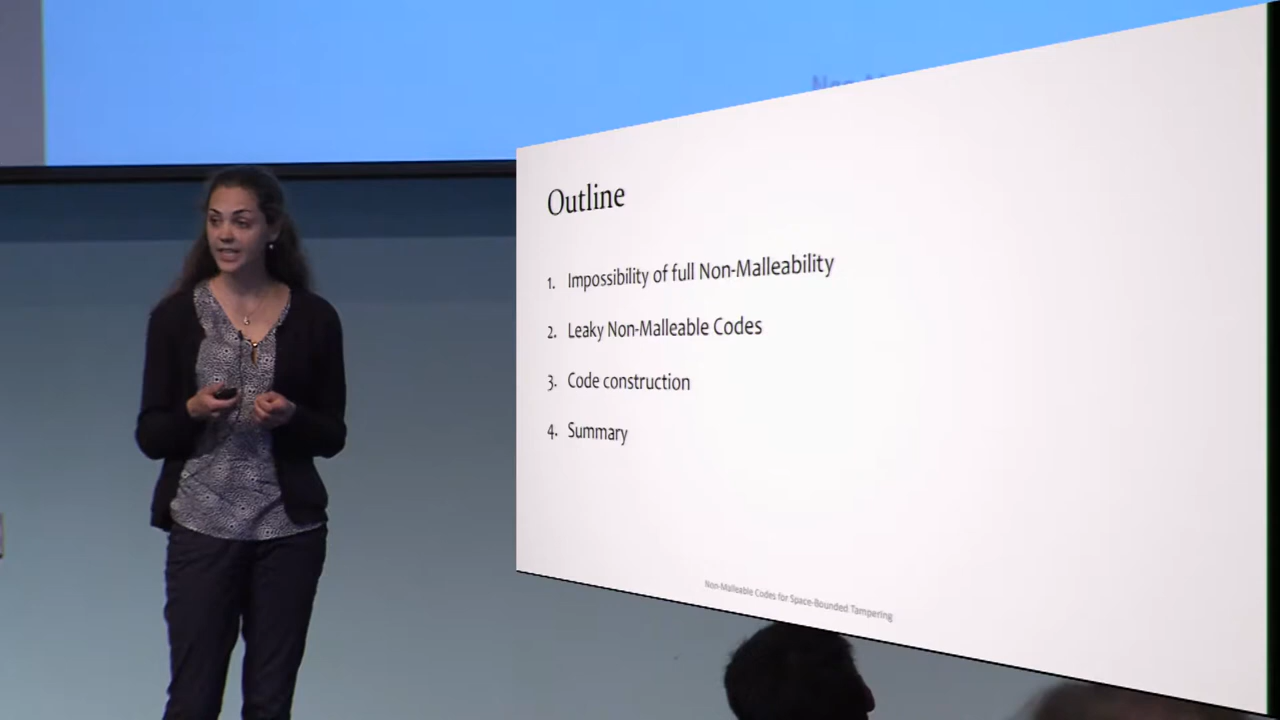 Outline
1. Impossibility of full Non-Malleability
2. Leaky Non-Malleable Codes
3. Code construction
4. Summary
Non-Malleable Codes for Space-Bounded Tampering